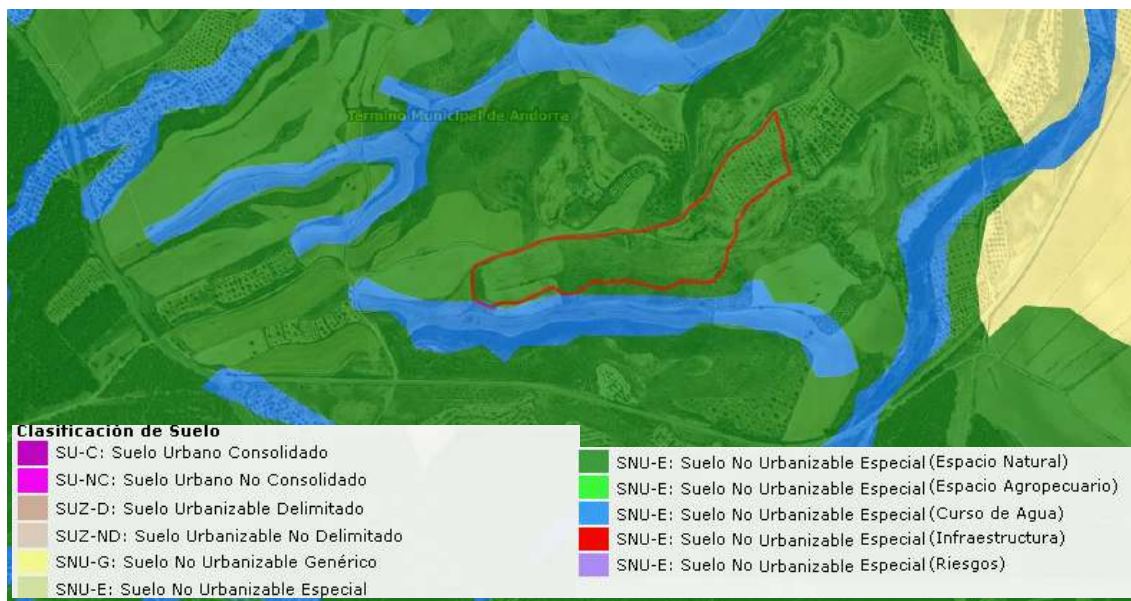 Término Municipal de Andorra
Clasificación de Suelo
SU-C: Suelo Urbano Consolidado
SU-NC: Suelo Urbano No Consolidado
SUZ-D: Suelo Urbanizable Delimitado
SUZ-ND: Suelo Urbanizable No Delimitado
SNU-G: Suelo No Urbanizable Genérico
SNU-E: Suelo No Urbanizable Especial
SNU-E: Suelo No Urbanizable Especial (Espacio Natural)
SNU-E: Suelo No Urbanizable Especial (Espacio Agropecuario)
SNU-E: Suelo No Urbanizable Especial (Curso de Agua)
SNU-E: Suelo No Urbanizable Especial (Infraestructura)
SNU-E: Suelo No Urbanizable Especial (Riesgos)